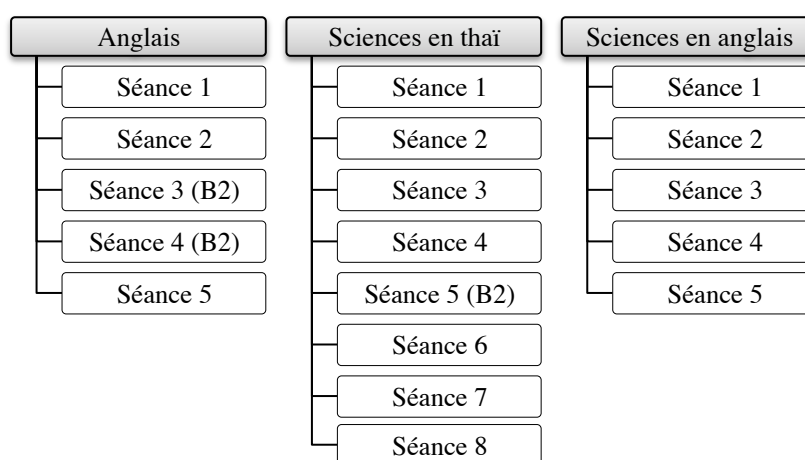 Anglais
Séance 1
Séance 2
Séance 3 (B2)
Séance 4 (B2)
Séance 5
Sciences en thaï
Séance 1
Séance 2
Séance 3
Séance 4
Séance 5 (B2)
Séance 6
Séance 7
Séance 8
Sciences en anglais
Séance 1
Séance 2
Séance 3
Séance 4
Séance 5